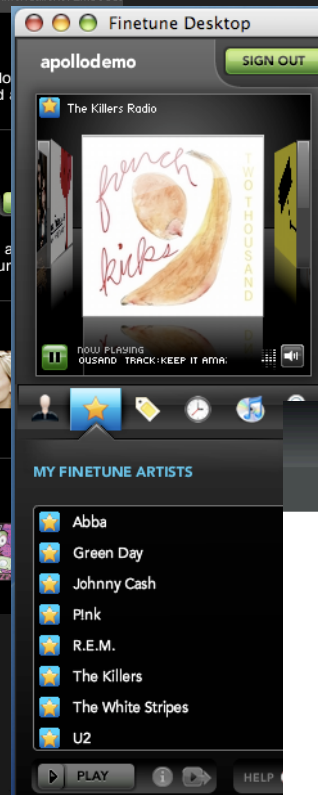 Finetune Desktop
apollodemo
SIGN OUT
The Killers Radio
french
kicks
TWO THOUSAND
NOW PLAYING
OUSAND TRACK:KEEP IT AMA
MY FINETUNE ARTISTS
Abba
Green Day
Johnny Cash
P!nk
R.E.M.
The Killers
The White Stripes
U2
PLAY
HELP